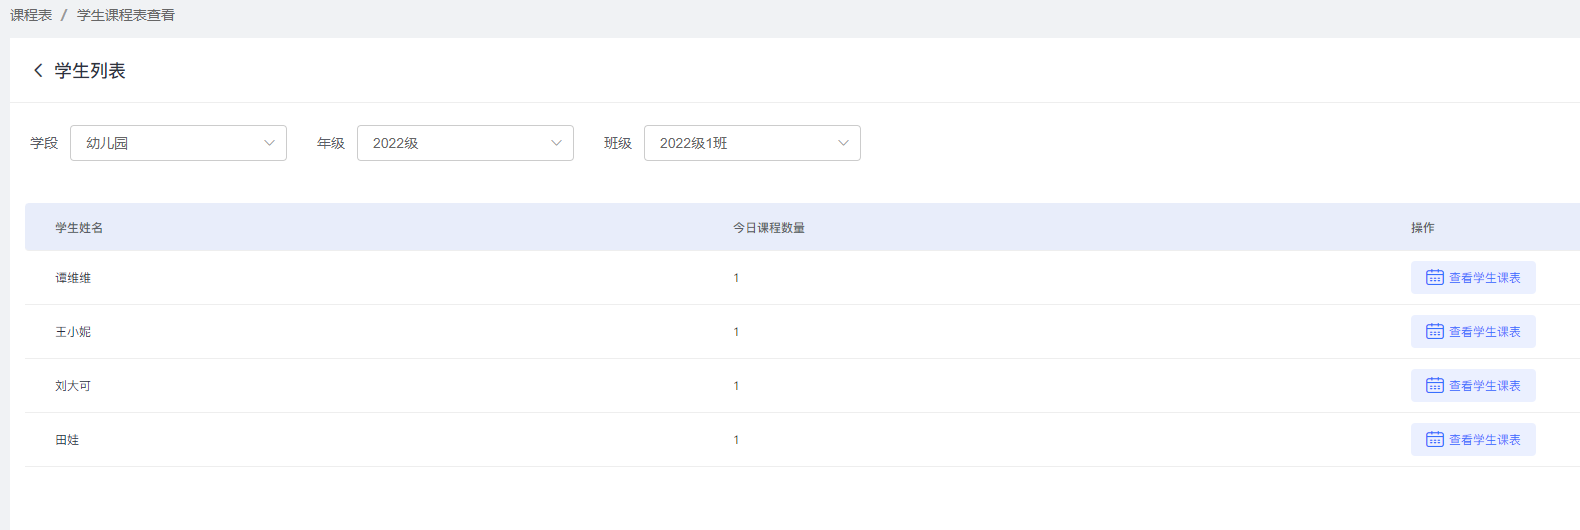 课程表 / 学生课程表查看
学生列表
学段 幼儿园 年级 2022级 班级 2022级1班
学生姓名 今日课程数量 操作
谭维维 1 查看学生课表
王小妮 1 查看学生课表
刘大可 1 查看学生课表
田娃 1 查看学生课表